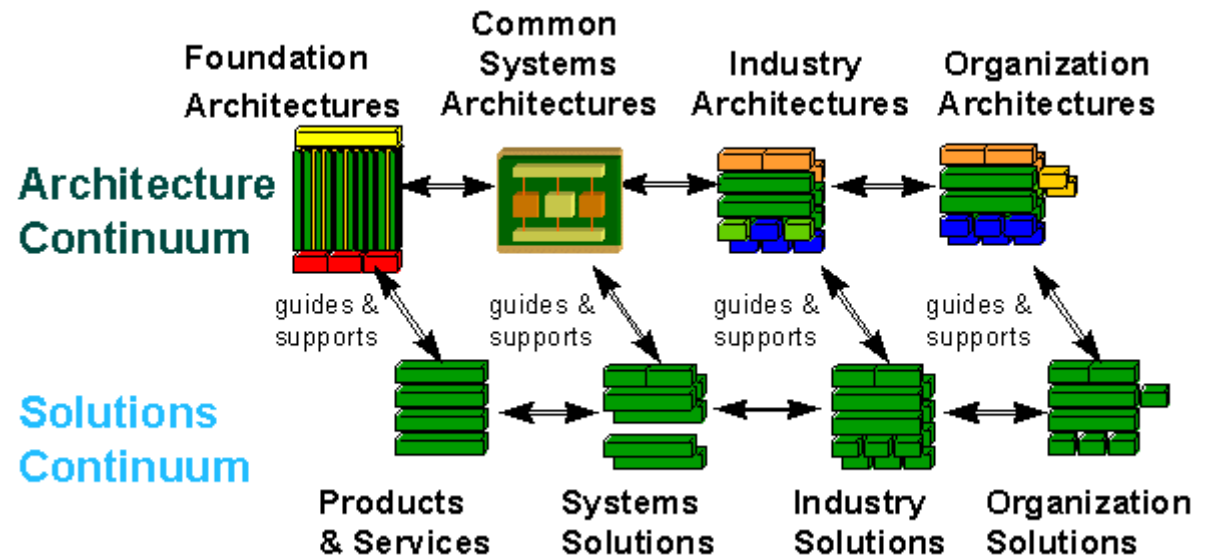 Foundation
Architectures
Common
Systems
Architectures
Industry
Architectures
Organization
Architectures
Architecture
Continuum
guides &
supports
guides &
supports
guides &
supports
guides &
supports
Solutions
Continuum
Products
& Services
Systems
Solutions
Industry
Solutions
Organization
Solutions